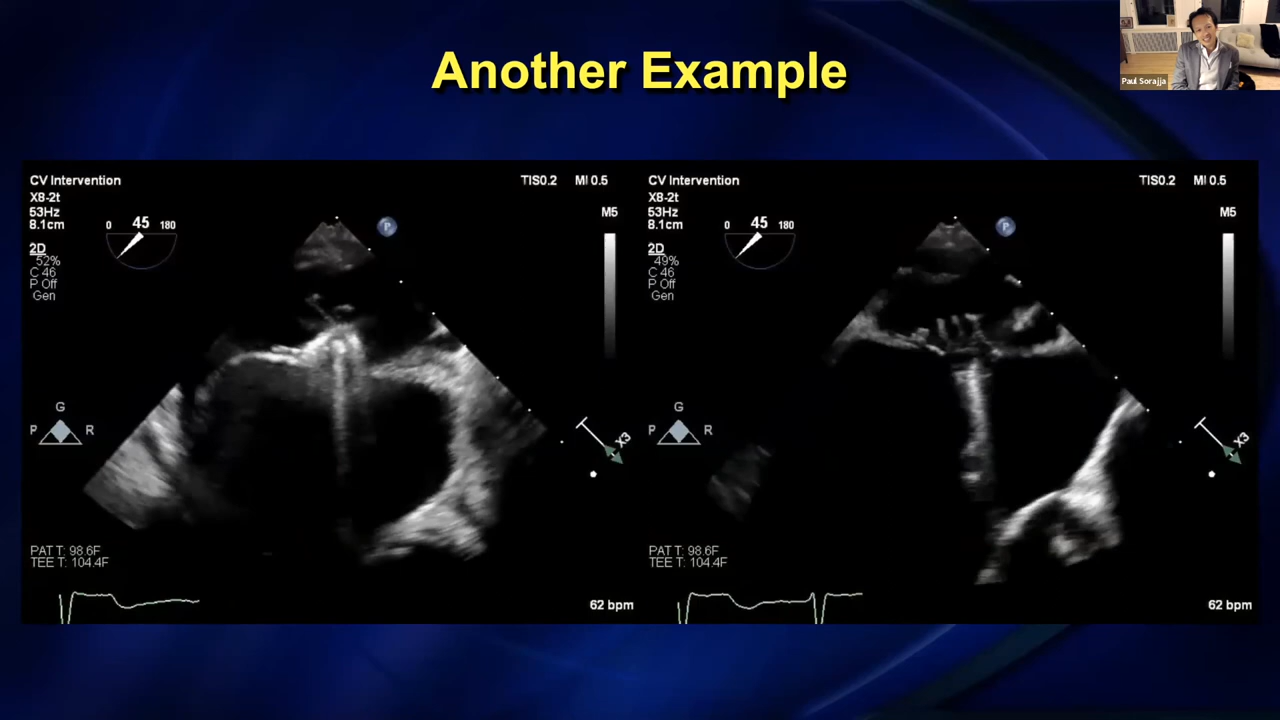 Another Example
Paul Sorajja
CV Intervention
X8-2t
53Hz
8.1cm
2D
52%
C 46
P Off
Gen
0 45 180
P
TIS0.2 MI 0.5
M5
G
P R
X3
PAT T: 98.6F
TEE T: 104.4F
62 bpm
CV Intervention
X8-2t
53Hz
8.1cm
2D
49%
C 46
P Off
Gen
0 45 180
P
TIS0.2 MI 0.5
M5
G
P R
X3
PAT T: 98.6F
TEE T: 104.4F
62 bpm